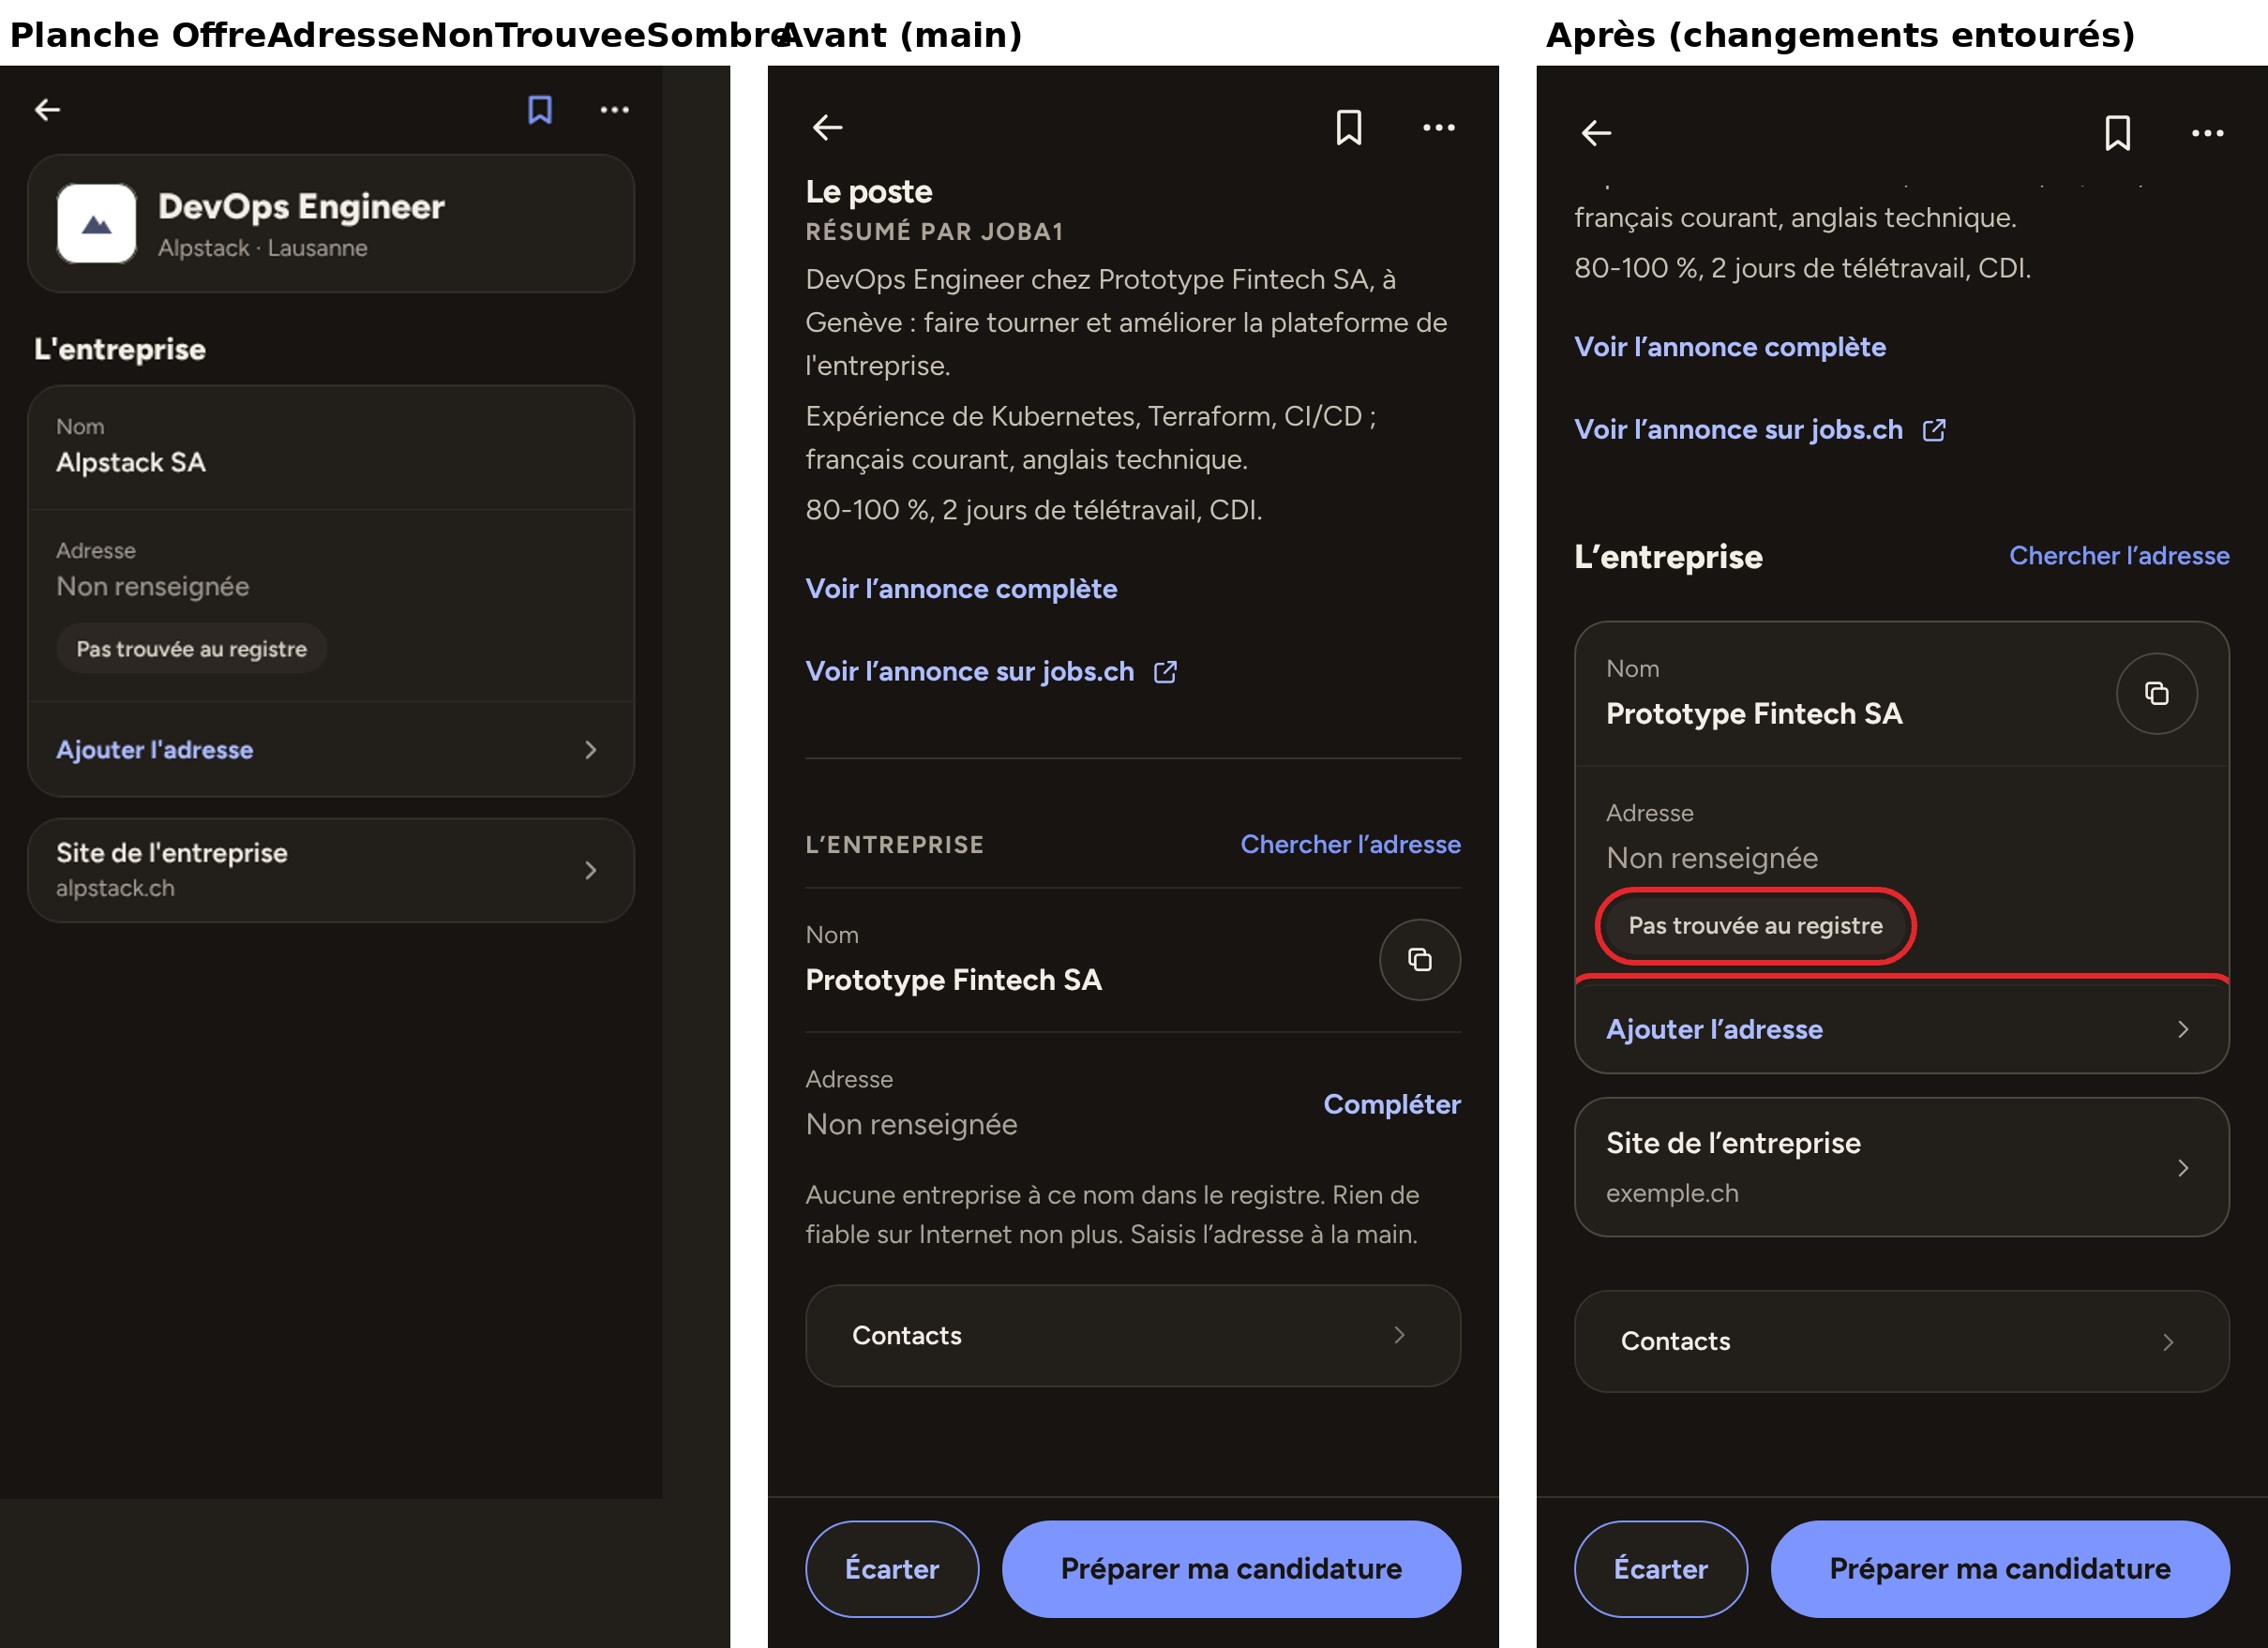 Planche OffreAdresseNonTrouveeSombre
DevOps Engineer
Alpstack · Lausanne
L'entreprise
Nom
Alpstack SA
Adresse
Non renseignée
Pas trouvée au registre
Ajouter l'adresse
Site de l'entreprise
alpstack.ch
Avant (main)
Le poste
RÉSUMÉ PAR JOBA1
DevOps Engineer chez Prototype Fintech SA, à
Genève : faire tourner et améliorer la plateforme de
l'entreprise.
Expérience de Kubernetes, Terraform, CI/CD ;
français courant, anglais technique.
80-100 %, 2 jours de télétravail, CDI.
Voir l’annonce complète
Voir l’annonce sur jobs.ch
L’ENTREPRISE
Chercher l’adresse
Nom
Prototype Fintech SA
Adresse
Non renseignée
Compléter
Aucune entreprise à ce nom dans le registre. Rien de
fiable sur Internet non plus. Saisis l’adresse à la main.
Contacts
Écarter
Préparer ma candidature
Après (changements entourés)
français courant, anglais technique.
80-100 %, 2 jours de télétravail, CDI.
Voir l’annonce complète
Voir l’annonce sur jobs.ch
L’entreprise
Chercher l’adresse
Nom
Prototype Fintech SA
Adresse
Non renseignée
Pas trouvée au registre
Ajouter l’adresse
Site de l’entreprise
exemple.ch
Contacts
Écarter
Préparer ma candidature